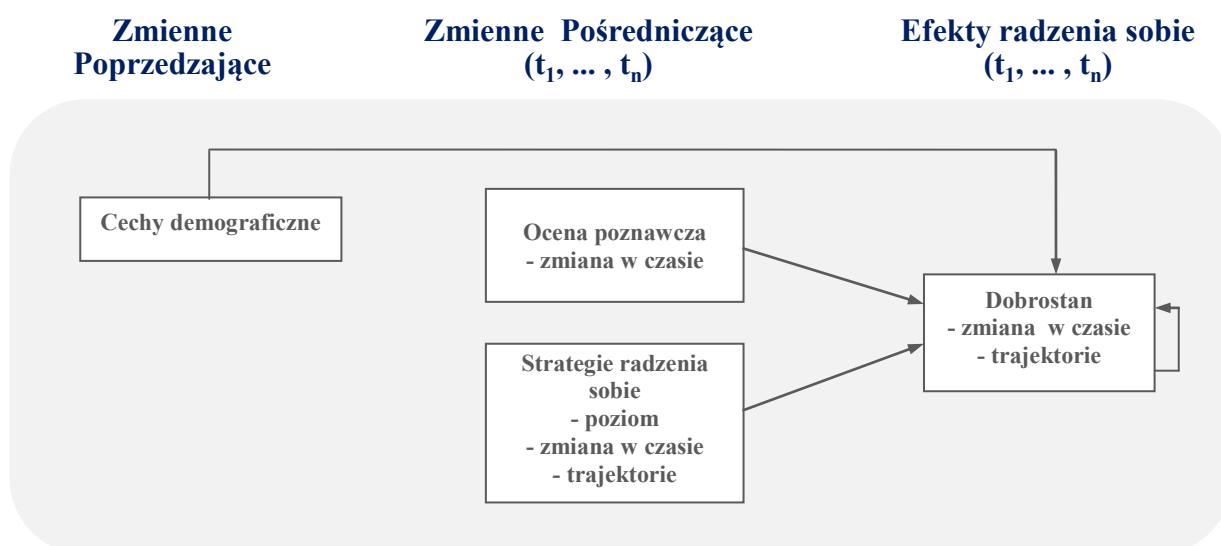 Zmienne
Poprzedzające
Zmienne Pośredniczące
(t1, ... , tn)
Efekty radzenia sobie
(t1, ... , tn)
Cechy demograficzne
Ocena poznawcza
- zmiana w czasie
Strategie radzenia
sobie
- poziom
- zmiana w czasie
- trajektorie
Dobrostan
- zmiana w czasie
- trajektorie